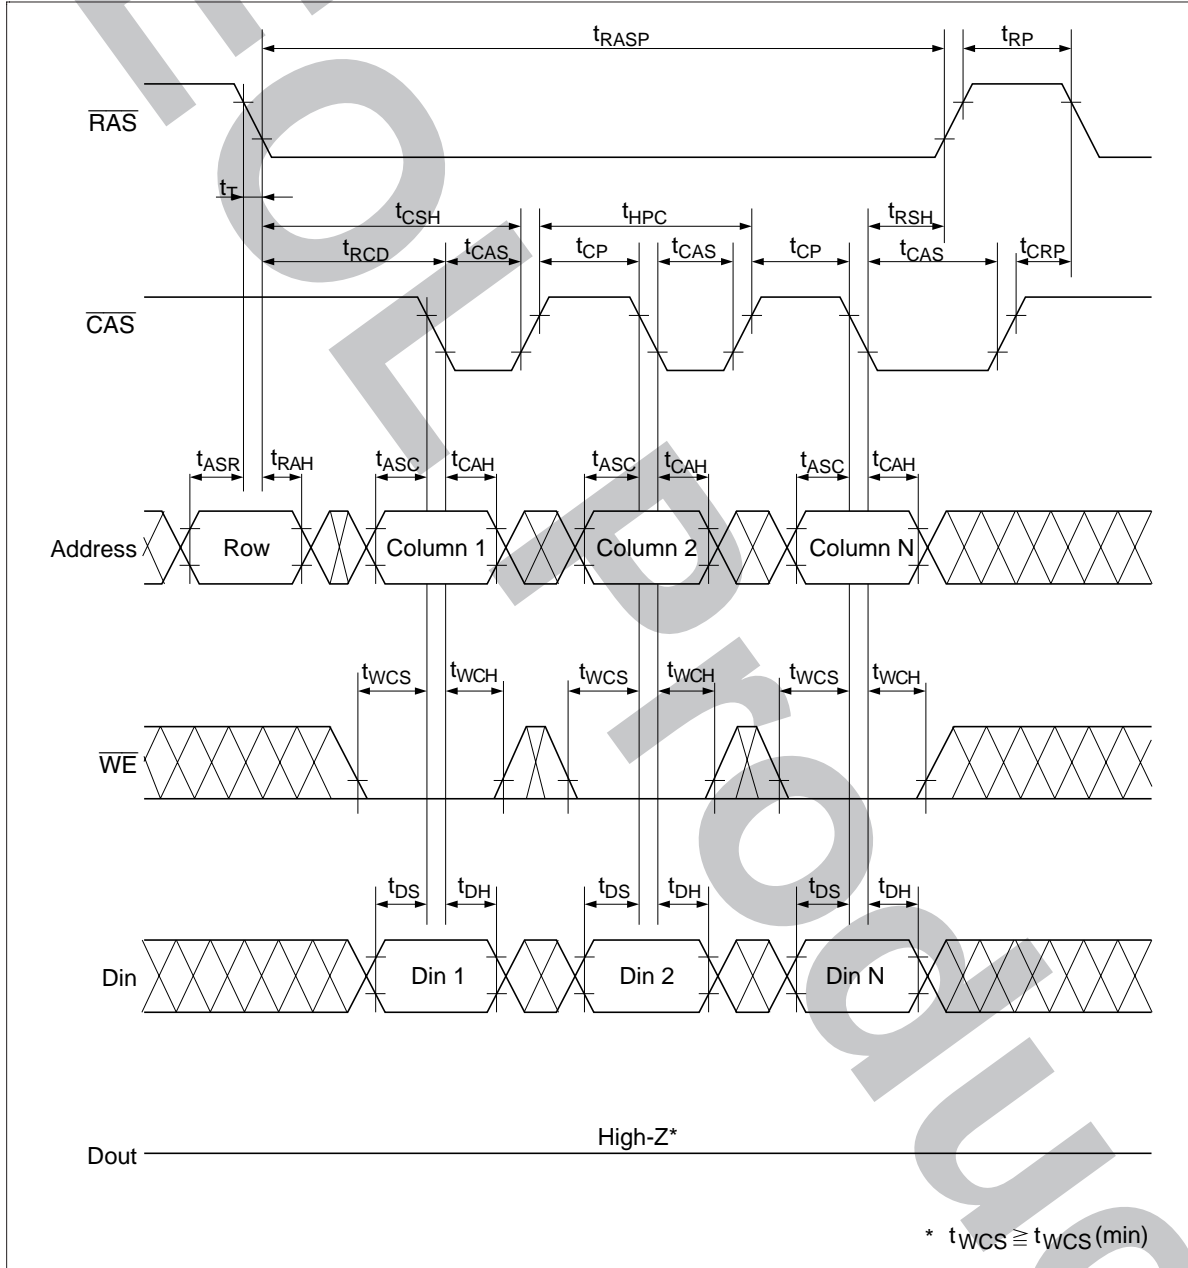 tRASP tRP
RAS
tT
tCSH tHPC tRSH
tRCD tCAS tCP tCAS tCP tCAS tCRP
CAS
tASR tRAH tASC tCAH tASC tCAH tASC tCAH
Address Row Column 1 Column 2 Column N
tWCS tWCH tWCS tWCH tWCS tWCH
WE
tDS tDH tDS tDH tDS tDH
Din Din 1 Din 2 Din N
High-Z*
Dout
* tWCS ≧ tWCS (min)
EOL Produc